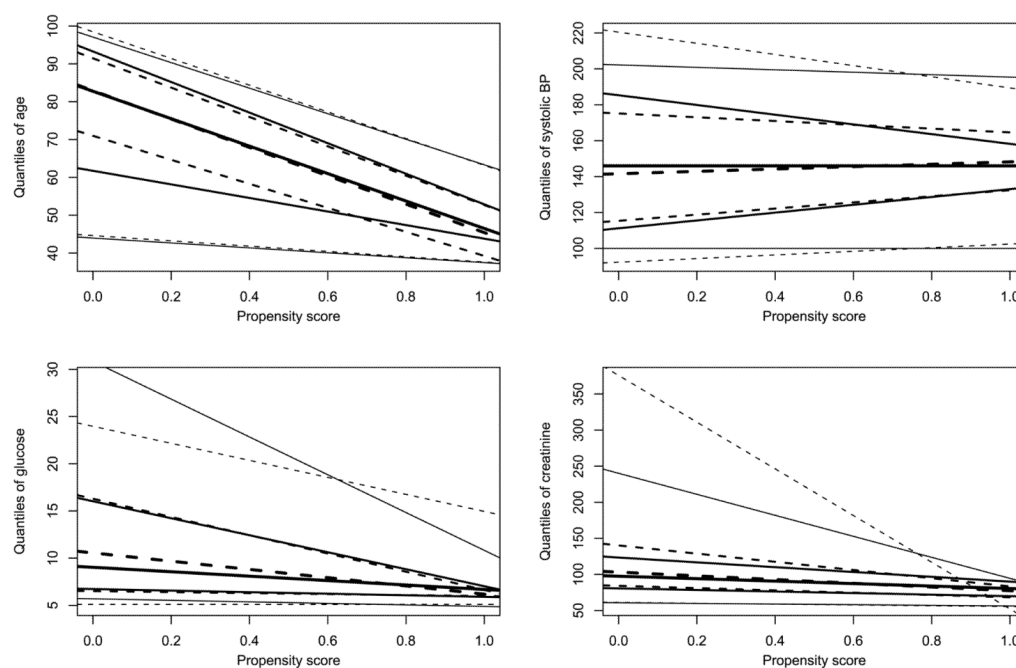 Quantiles of age
100
90
80
70
60
50
40
0.0 0.2 0.4 0.6 0.8 1.0
Propensity score
Quantiles of systolic BP
220
200
180
160
140
120
100
0.0 0.2 0.4 0.6 0.8 1.0
Propensity score
Quantiles of glucose
30
25
20
15
10
5
0.0 0.2 0.4 0.6 0.8 1.0
Propensity score
Quantiles of creatinine
350
300
250
200
150
100
50
0.0 0.2 0.4 0.6 0.8 1.0
Propensity score